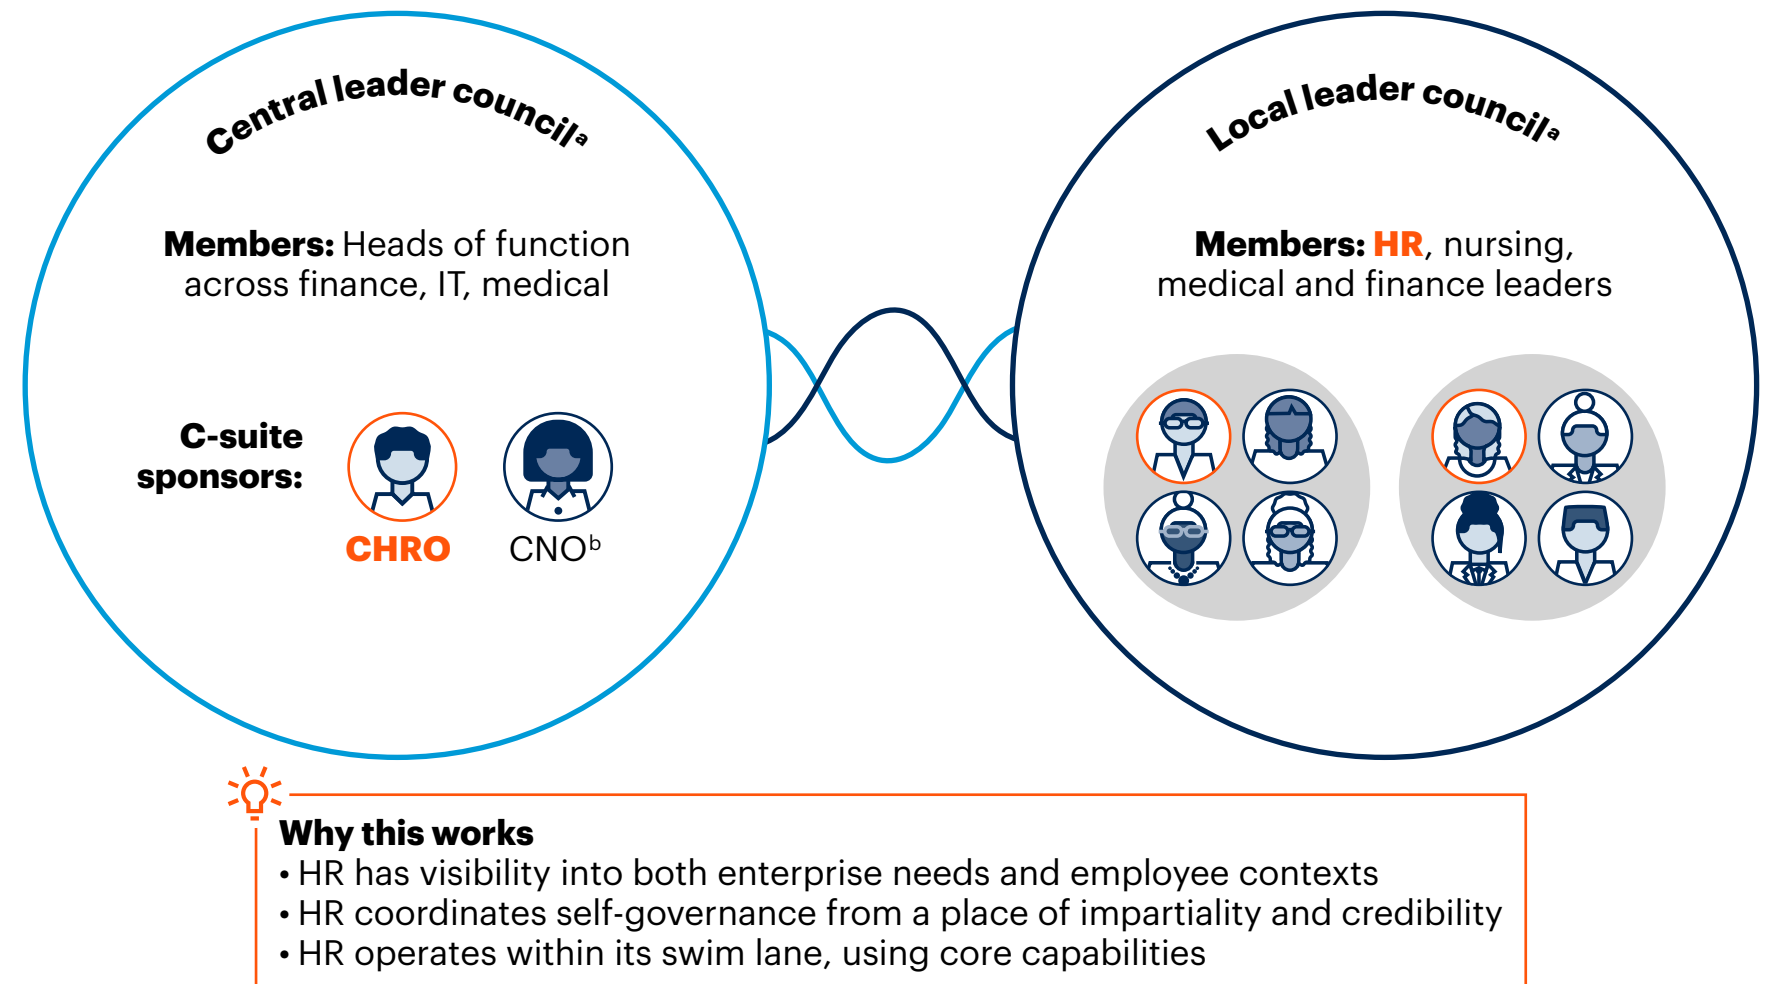 Central leader councilᵃ
Members: Heads of function
across finance, IT, medical
C-suite
sponsors:
CHRO
CNOᵇ
Local leader councilᵃ
Members: HR, nursing,
medical and finance leaders
Why this works
• HR has visibility into both enterprise needs and employee contexts
• HR coordinates self-governance from a place of impartiality and credibility
• HR operates within its swim lane, using core capabilities